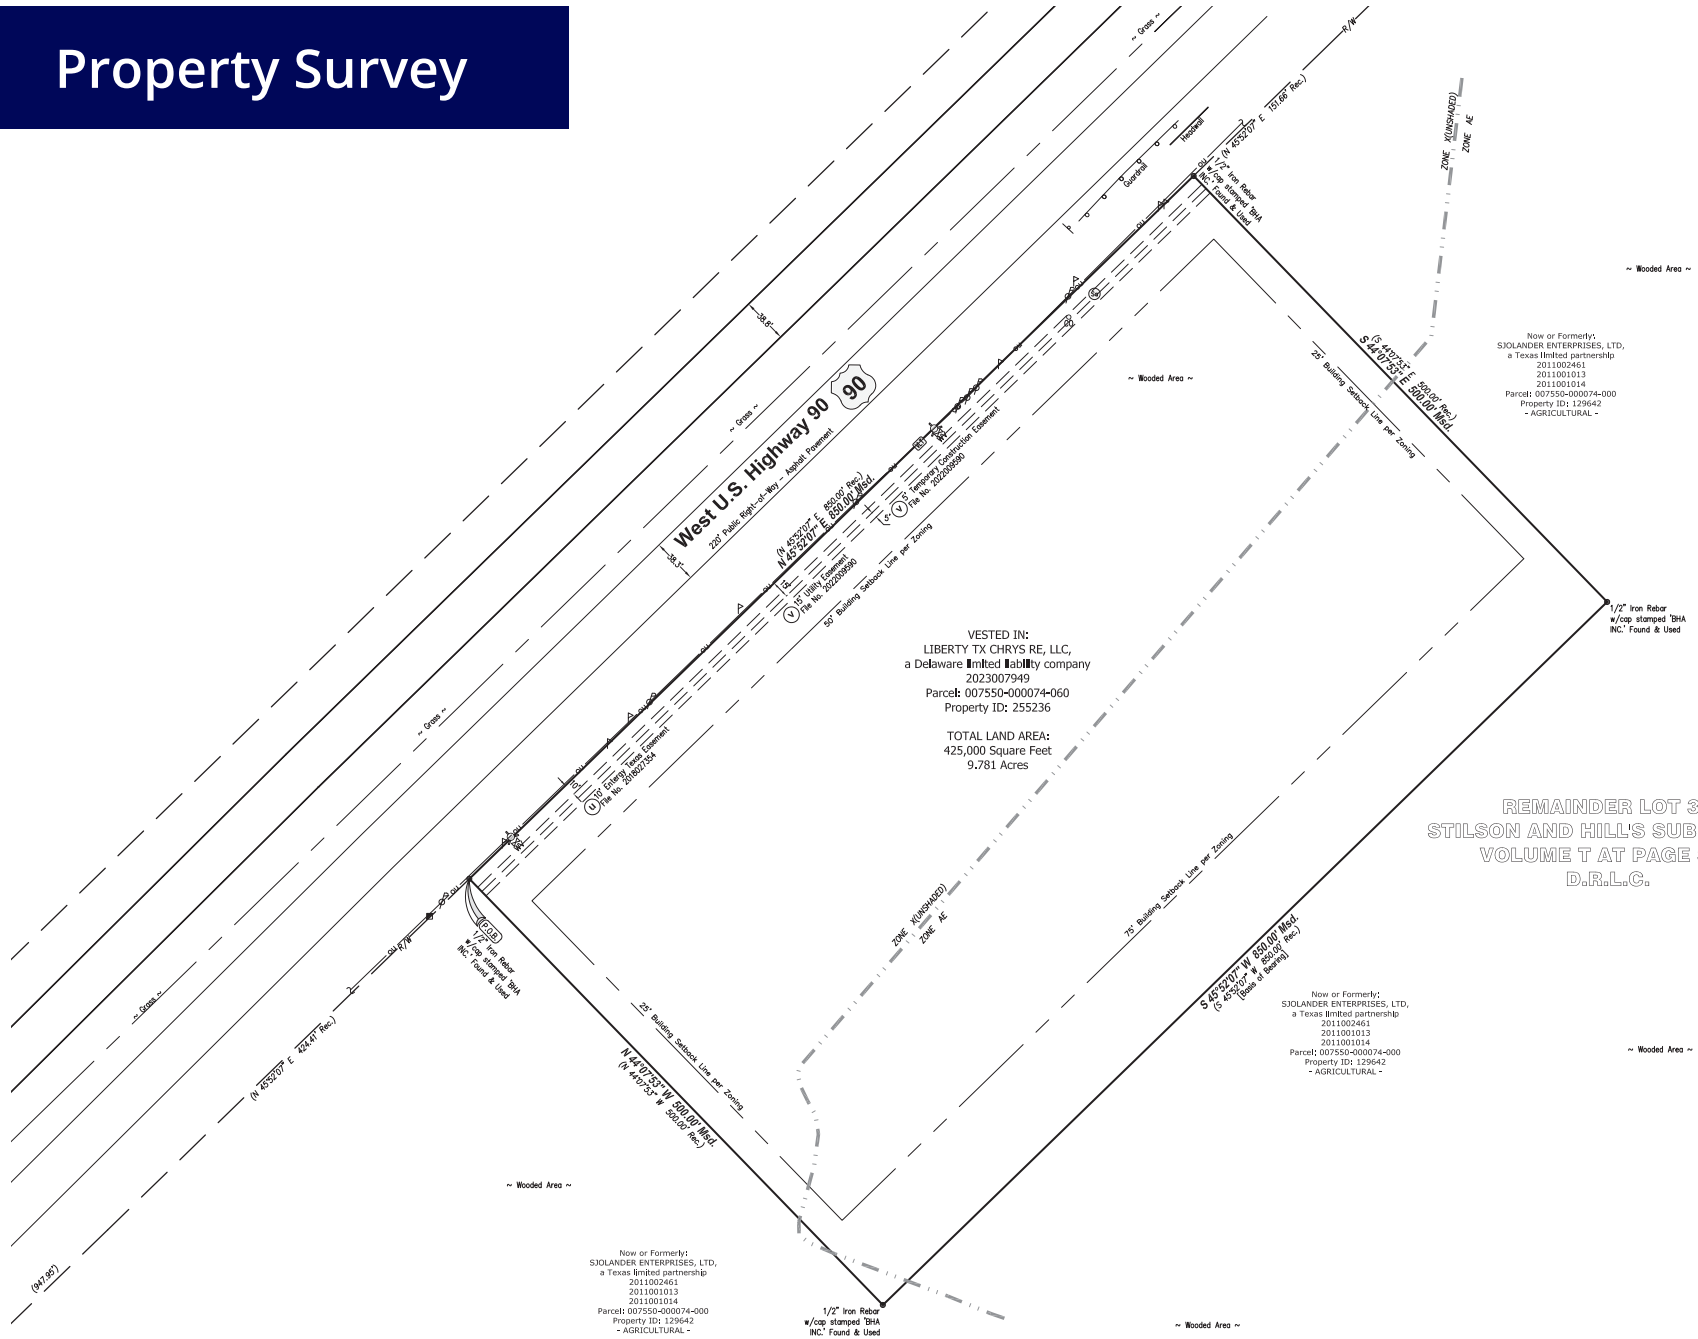 Property Survey
~ Grass ~
R/W
(N 45°52'07" E 151.66' Rec.)
Headwall
Guardrail
OU
1/2" Iron Rebar
w/cap stamped 'BHA
INC.' Found & Used
ZONE X(UNSHADED)
ZONE AE
~ Wooded Area ~
Now or Formerly:
SJOLANDER ENTERPRISES, LTD,
a Texas limited partnership
2011002461
2011001013
2011001014
Parcel: 007550-000074-000
Property ID: 129642
- AGRICULTURAL -
(S 44°07'53" E 500.00' Rec.)
S 44°07'53" E 500.00' Msd.
25' Building Setback Line per Zoning
~ Wooded Area ~
38.6'
~ Grass ~
West U.S. Highway 90
90
220' Public Right-of-Way - Asphalt Pavement
38.3'
(N 45°52'07" E 850.00' Rec.)
N 45°52'07" E 850.00' Msd.
5'
V
5' Temporary Construction Easement
File No. 2022009590
15'
V
15' Utility Easement
File No. 2022009590
50' Building Setback Line per Zoning
1/2" Iron Rebar
w/cap stamped 'BHA
INC.' Found & Used
VESTED IN:
LIBERTY TX CHRYS RE, LLC,
a Delaware limited liability company
2023007949
Parcel: 007550-000074-060
Property ID: 255236
TOTAL LAND AREA:
425,000 Square Feet
9.781 Acres
~ Grass ~
10'
U
10' Entergy Texas Easement
File No. 2018027354
REMAINDER LOT 3
STILSON AND HILL'S SUB
VOLUME T AT PAGE
D.R.L.C.
75' Building Setback Line per Zoning
ZONE X(UNSHADED)
ZONE AE
P.O.B.
1/2" Iron Rebar
w/cap stamped 'BHA
INC.' Found & Used
R/W
~ Grass ~
(N 45°52'07" E 424.41' Rec.)
25' Building Setback Line per Zoning
N 44°07'53" W 500.00' Msd.
(N 44°07'53" W 500.00' Rec.)
S 45°52'07" W 850.00' Msd.
(S 45°52'07" W 850.00' Rec.)
[Basis of Bearing]
Now or Formerly:
SJOLANDER ENTERPRISES, LTD,
a Texas limited partnership
2011002461
2011001013
2011001014
Parcel: 007550-000074-000
Property ID: 129642
- AGRICULTURAL -
~ Wooded Area ~
~ Wooded Area ~
(947.95')
Now or Formerly:
SJOLANDER ENTERPRISES, LTD,
a Texas limited partnership
2011002461
2011001013
2011001014
Parcel: 007550-000074-000
Property ID: 129642
- AGRICULTURAL -
1/2" Iron Rebar
w/cap stamped 'BHA
INC.' Found & Used
~ Wooded Area ~